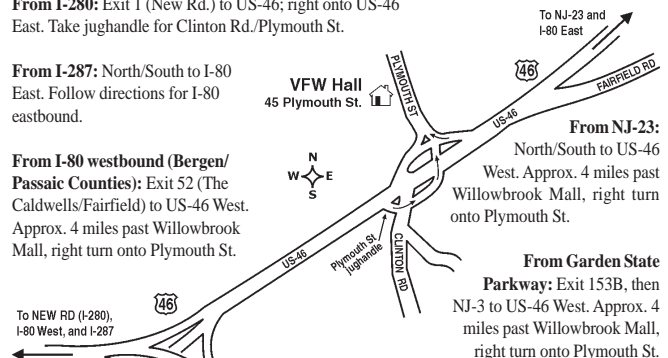 From I-280: Exit 1 (New Rd.) to US-46; right onto US-46
East. Take jughandle for Clinton Rd./Plymouth St.
From I-287: North/South to I-80
East. Follow directions for I-80
eastbound.
From I-80 westbound (Bergen/
Passaic Counties): Exit 52 (The
Caldwells/Fairfield) to US-46 West.
Approx. 4 miles past Willowbrook
Mall, right turn onto Plymouth St.
To NJ-23 and
I-80 East
46
FAIRFIELD RD
PLYMOUTH ST
VFW Hall
45 Plymouth St.
US-46
N
W E
S
From NJ-23:
North/South to US-46
West. Approx. 4 miles past
Willowbrook Mall, right turn
onto Plymouth St.
Plymouth St
jughandle
CLINTON RD
US-46
From Garden State
Parkway: Exit 153B, then
NJ-3 to US-46 West. Approx. 4
miles past Willowbrook Mall,
right turn onto Plymouth St.
46
To NEW RD (I-280),
I-80 West, and I-287